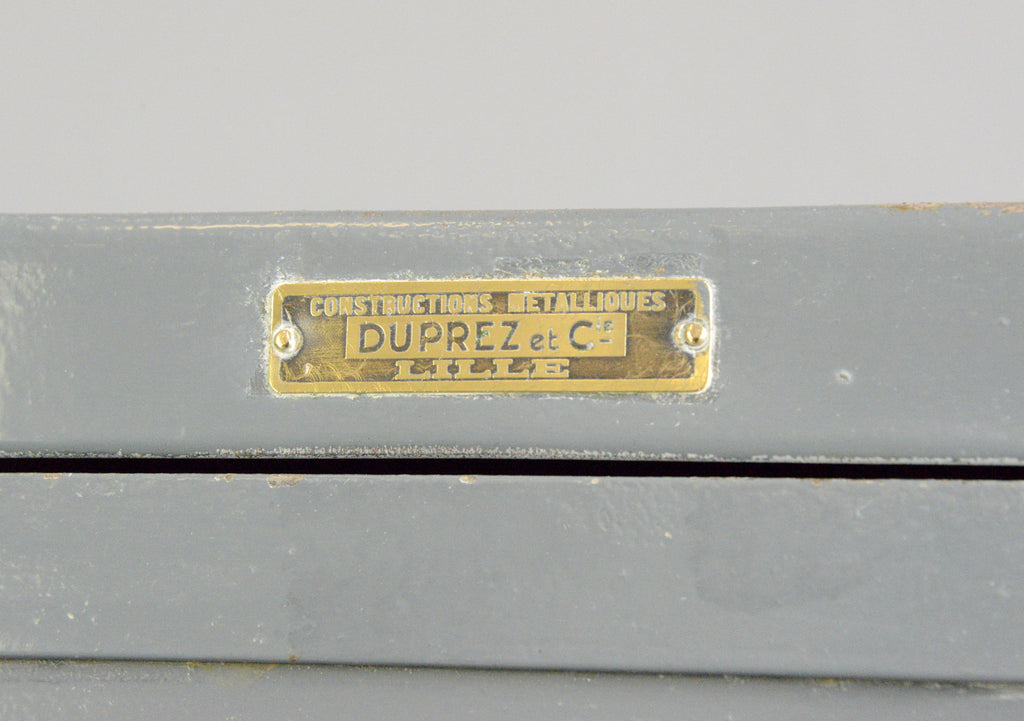 CONSTRUCTIONS METALLIQUES
DUPREZ et Cie
LILLE